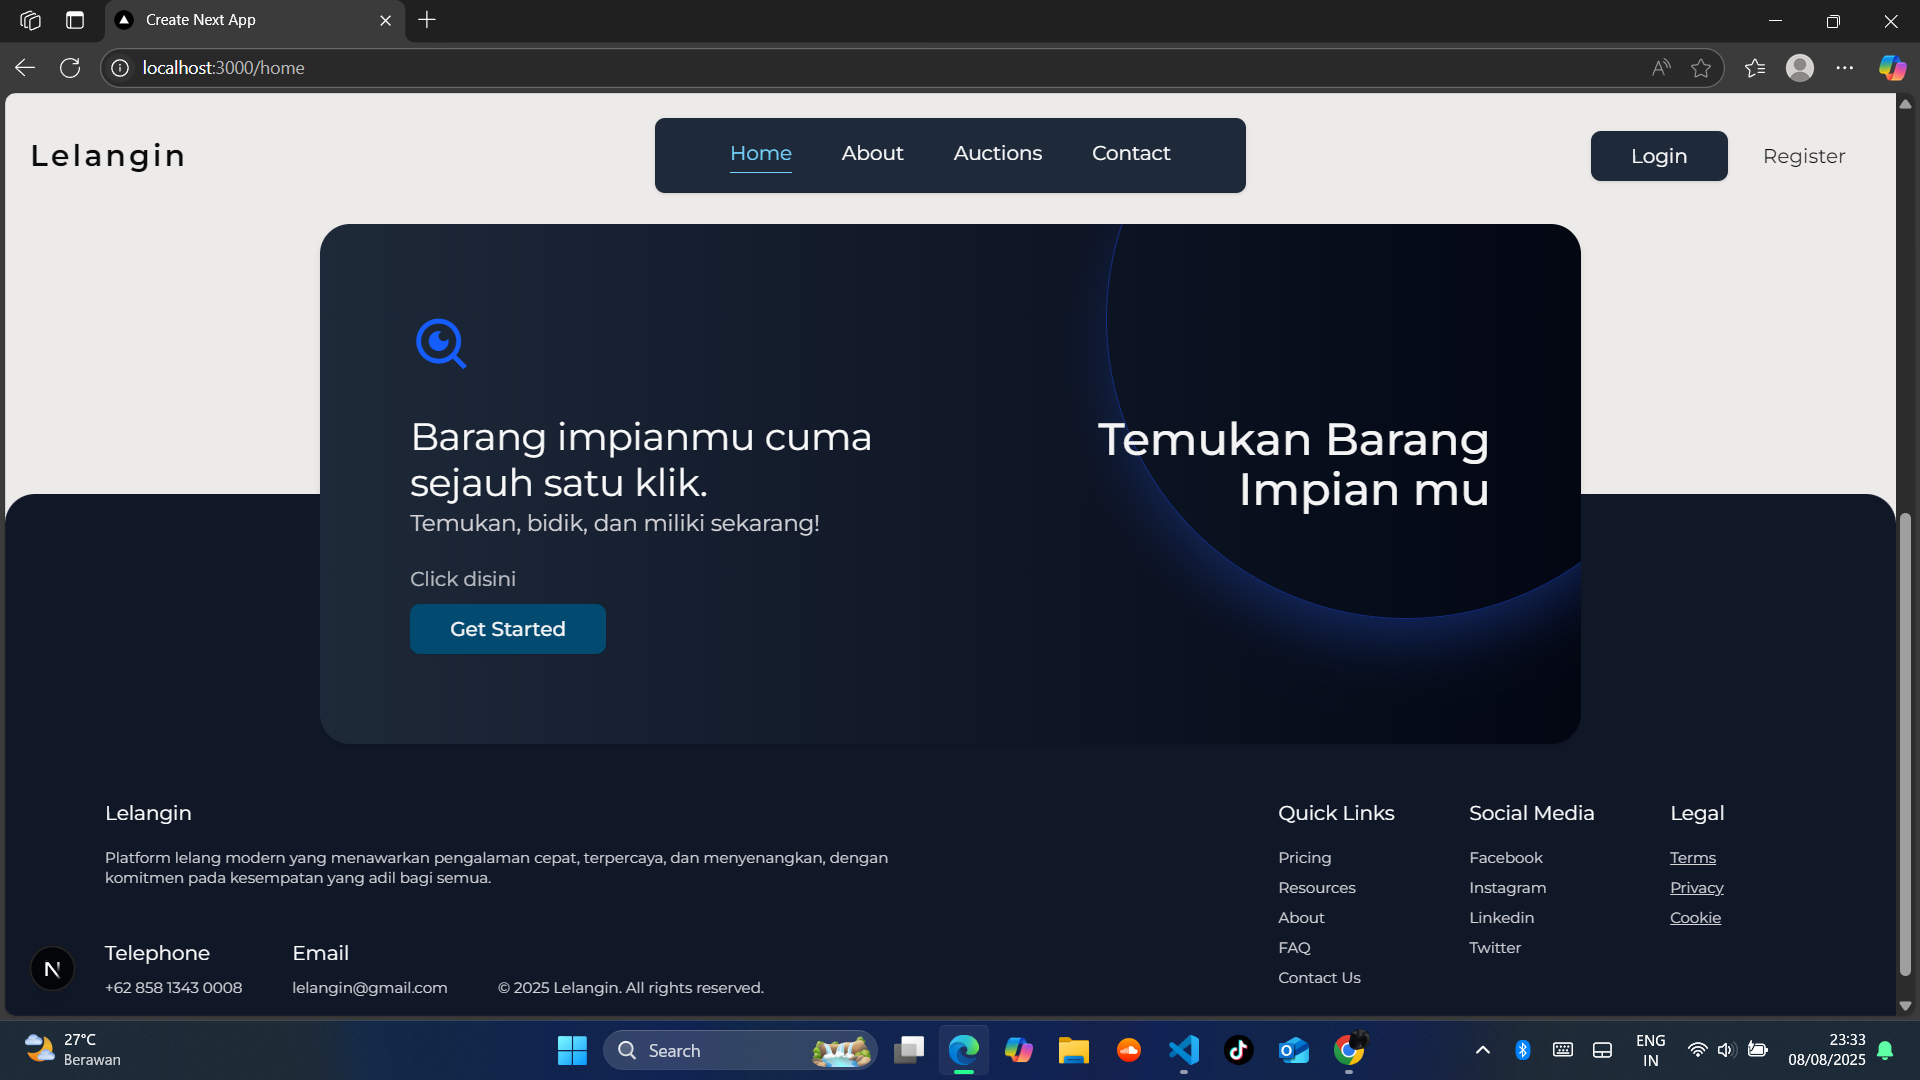 Create Next App
localhost:3000/home
Lelangin
Home
About
Auctions
Contact
Login
Register
Barang impianmu cuma
sejauh satu klik.
Temukan, bidik, dan miliki sekarang!
Click disini
Get Started
Temukan Barang
Impian mu
Lelangin
Platform lelang modern yang menawarkan pengalaman cepat, terpercaya, dan menyenangkan, dengan
komitmen pada kesempatan yang adil bagi semua.
Telephone
+62 858 1343 0008
Email
lelangin@gmail.com
© 2025 Lelangin. All rights reserved.
Quick Links
Pricing
Resources
About
FAQ
Contact Us
Social Media
Facebook
Instagram
Linkedin
Twitter
Legal
Terms
Privacy
Cookie
N
27°C
Berawan
Search
ENG
IN
23:33
08/08/2025